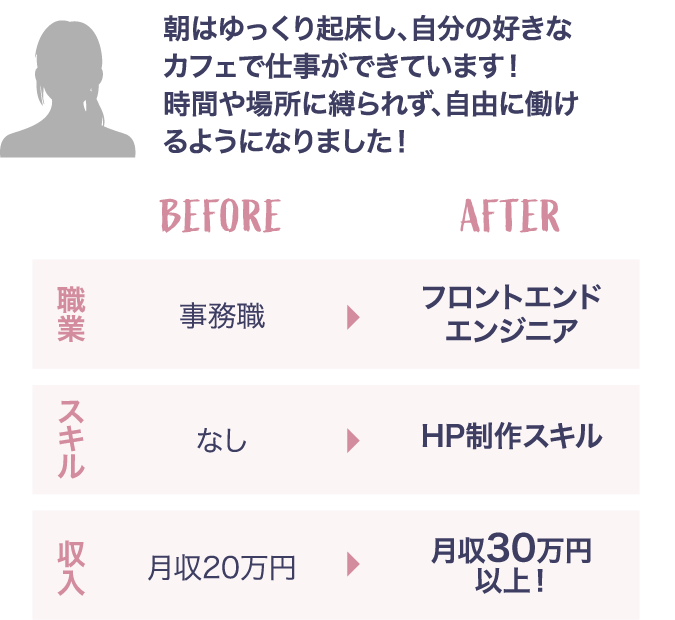 朝はゆっくり起床し、自分の好きな
カフェで仕事ができています！
時間や場所に縛られず、自由に働け
るようになりました！
BEFORE
AFTER
職業
事務職
フロントエンド
エンジニア
スキル
なし
HP制作スキル
収入
月収20万円
月収30万円
以上！